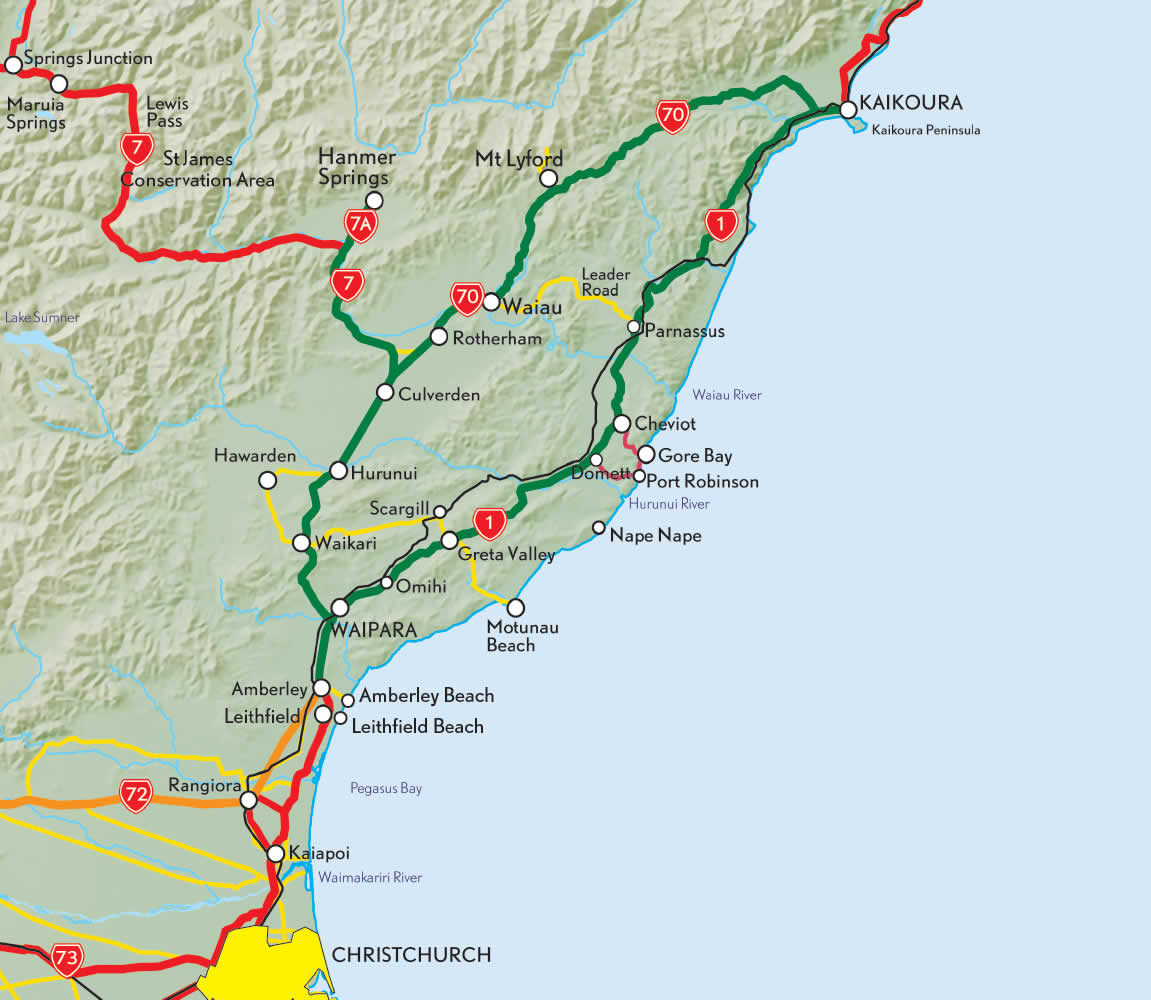 Springs Junction
Maruia
Springs
Lewis
Pass
7
St James
Conservation Area
Hanmer
Springs
7A
7
Mt Lyford
70
KAIKOURA
Kaikoura Peninsula
1
Leader
Road
70
Waiau
Parnassus
Lake Sumner
Rotherham
Culverden
Waiau River
Cheviot
Hawarden
Hurunui
Gore Bay
Domett
Port Robinson
Hurunui River
Scargill
1
Nape Nape
Waikari
Greta Valley
Omihi
WAIPARA
Motunau
Beach
Amberley
Amberley Beach
Leithfield
Leithfield Beach
Rangiora
72
Pegasus Bay
Kaiapoi
Waimakariri River
73
CHRISTCHURCH